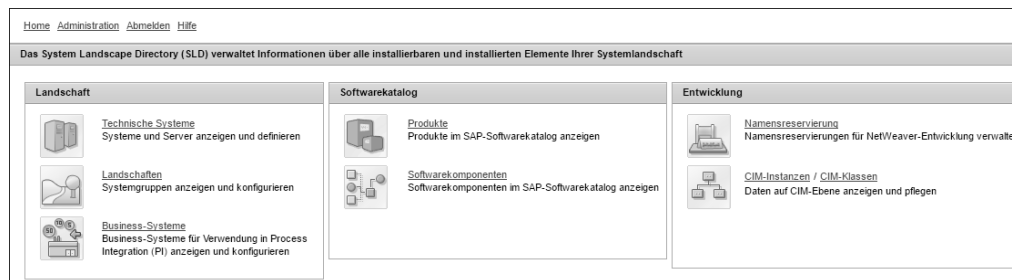 Home Administration Abmelden Hilfe
Das System Landscape Directory (SLD) verwaltet Informationen über alle installierbaren und installierten Elemente Ihrer Systemlandschaft
Landschaft
Technische Systeme
Systeme und Server anzeigen und definieren
Landschaften
Systemgruppen anzeigen und konfigurieren
Business-Systeme
Business-Systeme für Verwendung in Process
Integration (PI) anzeigen und konfigurieren
Softwarekatalog
Produkte
Produkte im SAP-Softwarekatalog anzeigen
Softwarekomponenten
Softwarekomponenten im SAP-Softwarekatalog anzeigen
Entwicklung
Namensreservierung
Namensreservierungen für NetWeaver-Entwicklung verwalte
CIM-Instanzen / CIM-Klassen
Daten auf CIM-Ebene anzeigen und pflegen